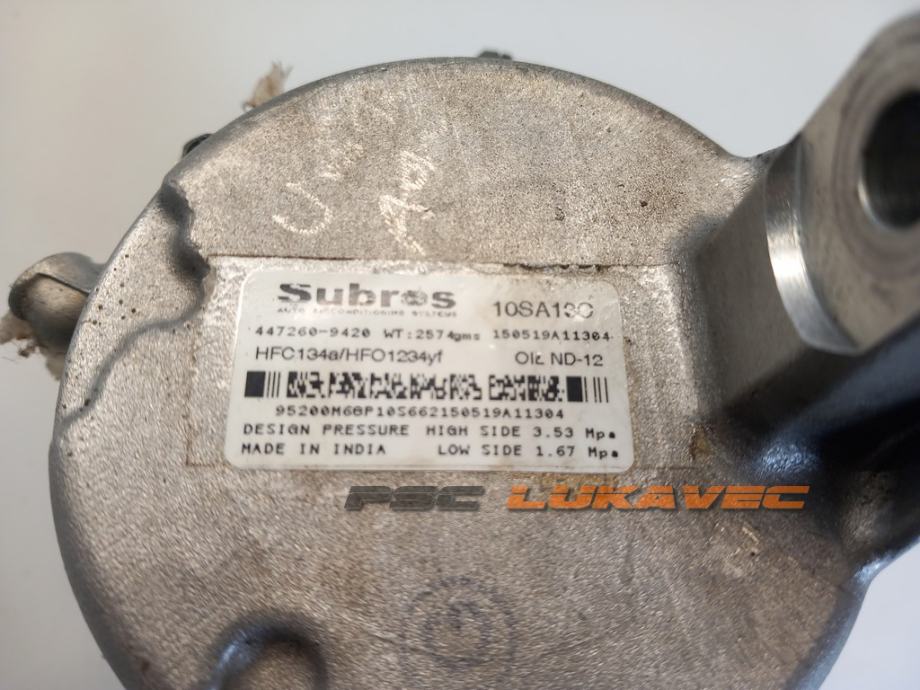 Subros 10SA13C
AUTO AIRCONDITIONING SYSTEMS
447260-9420 WT:2574gms 150519A11304
HFC134a/HFO1234yf OIL ND-12
95200M68P10S662150519A11304
DESIGN PRESSURE HIGH SIDE 3.53 Mpa
MADE IN INDIA LOW SIDE 1.67 Mpa
PSC LUKAVEC